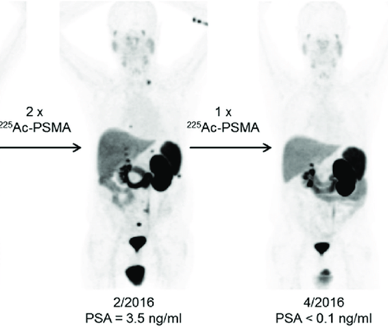 2 x
225Ac-PSMA
1 x
225Ac-PSMA
2/2016
PSA = 3.5 ng/ml
4/2016
PSA < 0.1 ng/ml